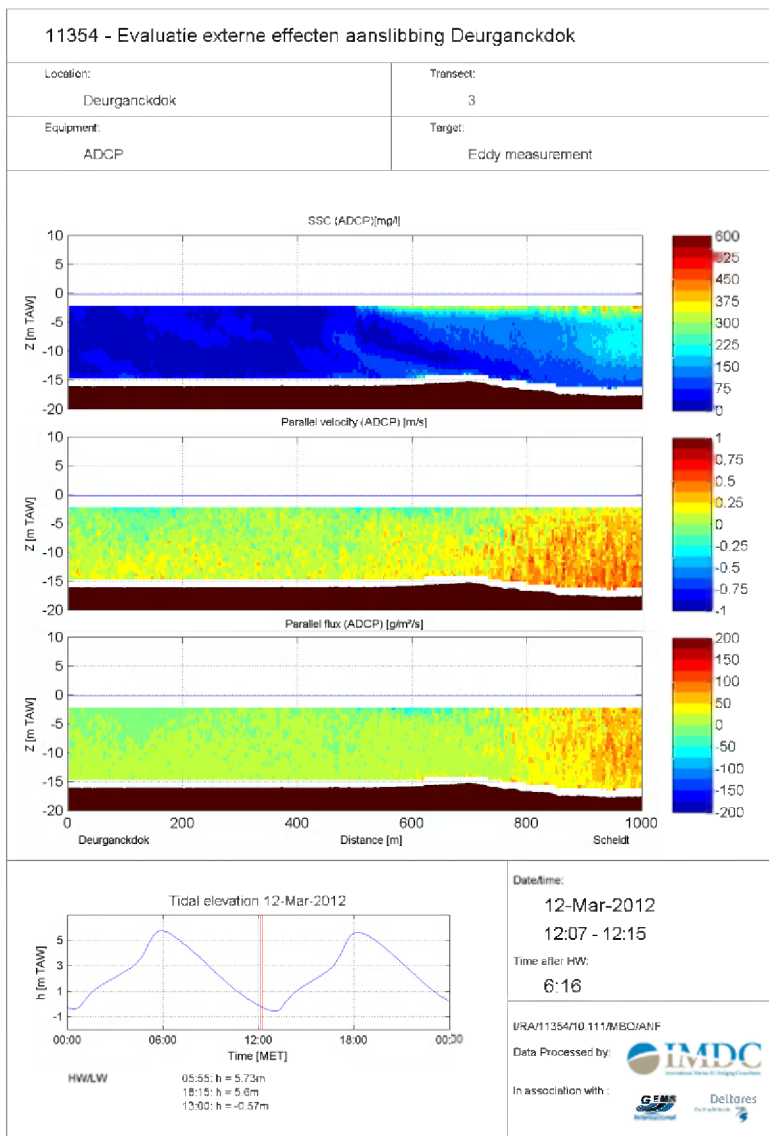 11354 - Evaluatie externe effecten aanslibbing Deurganckdok
Location:
Deurganckdok
Transect:
3
Equipment:
ADCP
Target:
Eddy measurement
SSC (ADCP)[mg/l]
10
5
0
-5
-10
-15
-20
Z [m TAW]
600
525
450
375
300
225
150
75
0
Parallel velocity (ADCP) [m/s]
10
5
0
-5
-10
-15
-20
Z [m TAW]
1
0.75
0.5
0.25
0
-0.25
-0.5
-0.75
-1
Parallel flux (ADCP) [g/m²/s]
10
5
0
-5
-10
-15
-20
Z [m TAW]
200
150
100
50
0
-50
-100
-150
-200
0 200 400 600 800 1000
Deurganckdok Distance [m] Scheldt
Tidal elevation 12-Mar-2012
h [m TAW]
5
3
1
-1
00:00 06:00 12:00 18:00 00:00
Time [MET]
HW/LW
05:55: h = 5.73m
18:15: h = 5.6m
13:00: h = -0.57m
Date/time:
12-Mar-2012
12:07 - 12:15
Time after HW:
6:16
I/RA/11354/10.111/MBO/ANF
Data Processed by:
IMDC
International Marine & Dredging Consultants
In association with :
GEMS
International
Deltares